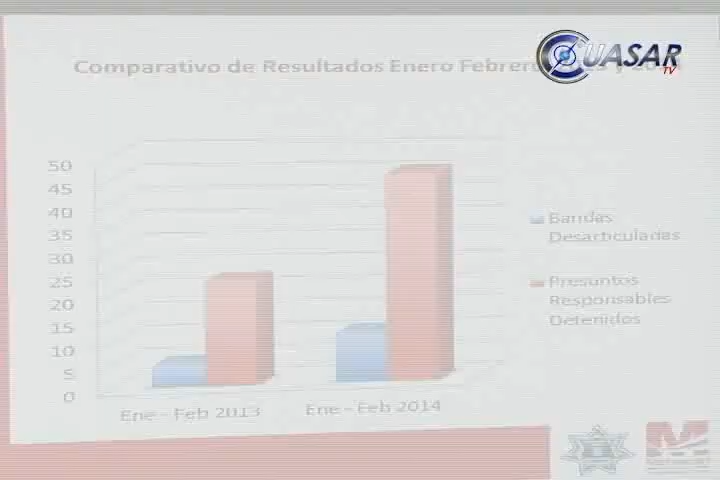 UASAR
TV
Comparativo de Resultados Enero Febrero
50
45
40
35
30
25
20
15
10
5
0
Bandas
Desarticuladas
Presuntos
Responsables
Detenidos
Ene - Feb 2013
Ene - Feb 2014
M